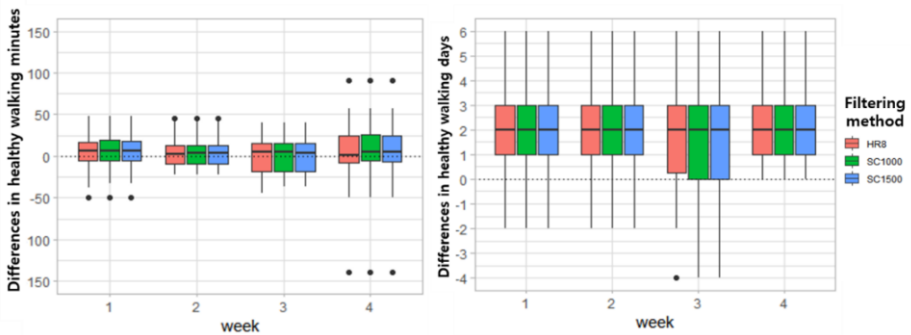 Differences in healthy walking minutes
150
100
50
0
-50
100
150
1
2
3
4
week
Differences in healthy walking days
6
5
4
3
2
1
0
-1
-2
-3
-4
1
2
3
4
week
Filtering
method
HR8
SC1000
SC1500